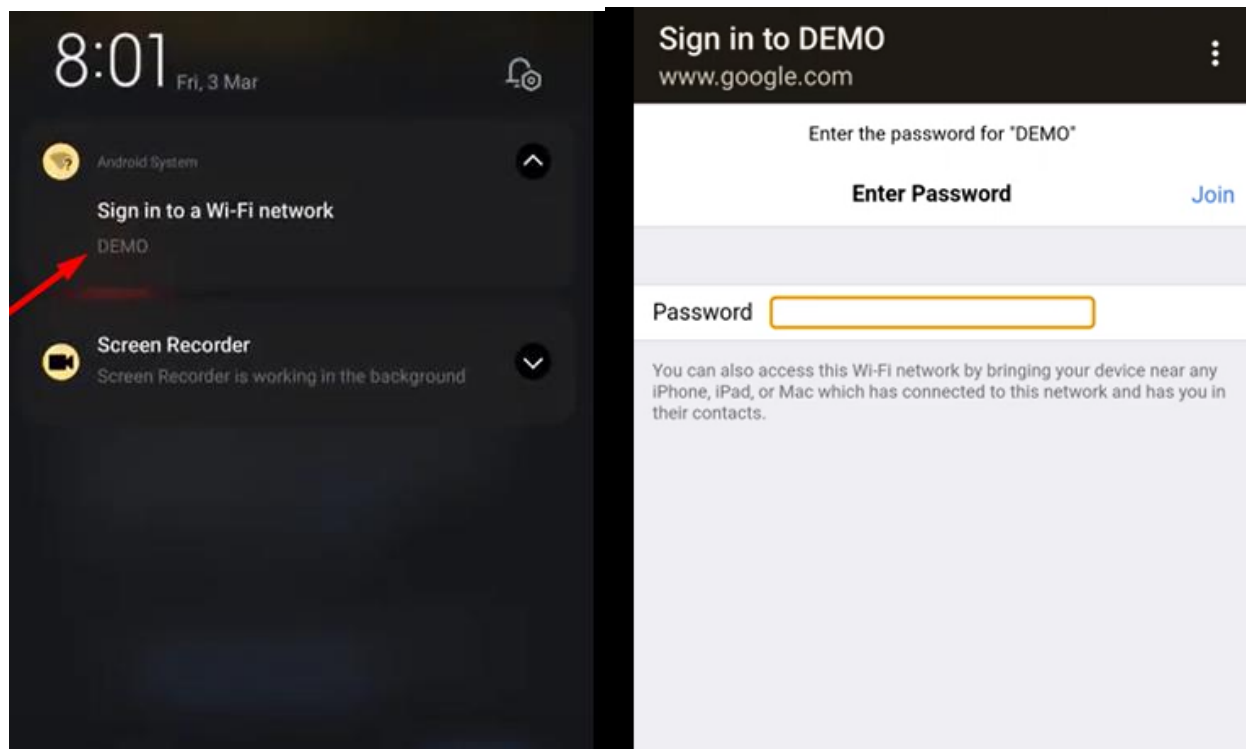 8:01 Fri, 3 Mar
Android System
Sign in to a Wi-Fi network
DEMO
Screen Recorder
Screen Recorder is working in the background
Sign in to DEMO
www.google.com
Enter the password for "DEMO"
Enter Password Join
Password
You can also access this Wi-Fi network by bringing your device near any
iPhone, iPad, or Mac which has connected to this network and has you in
their contacts.